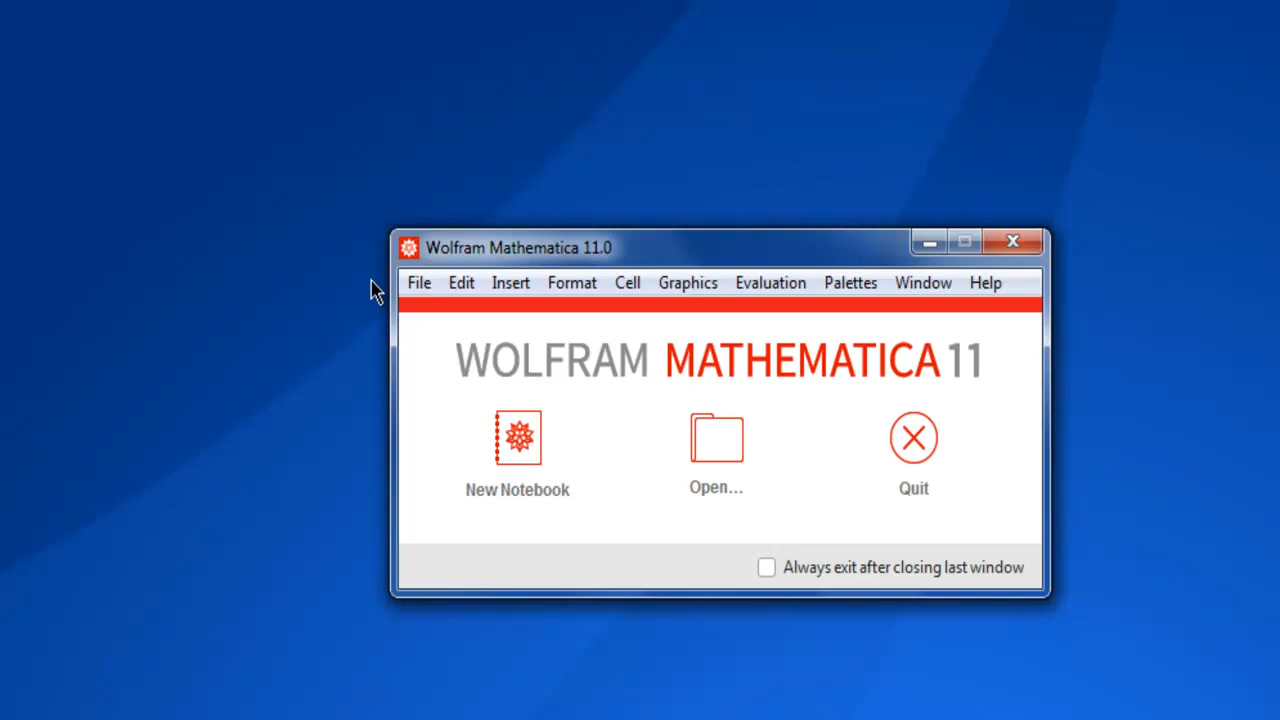 Wolfram Mathematica 11.0
File Edit Insert Format Cell Graphics Evaluation Palettes Window Help
WOLFRAM MATHEMATICA 11
New Notebook Open... Quit
Always exit after closing last window